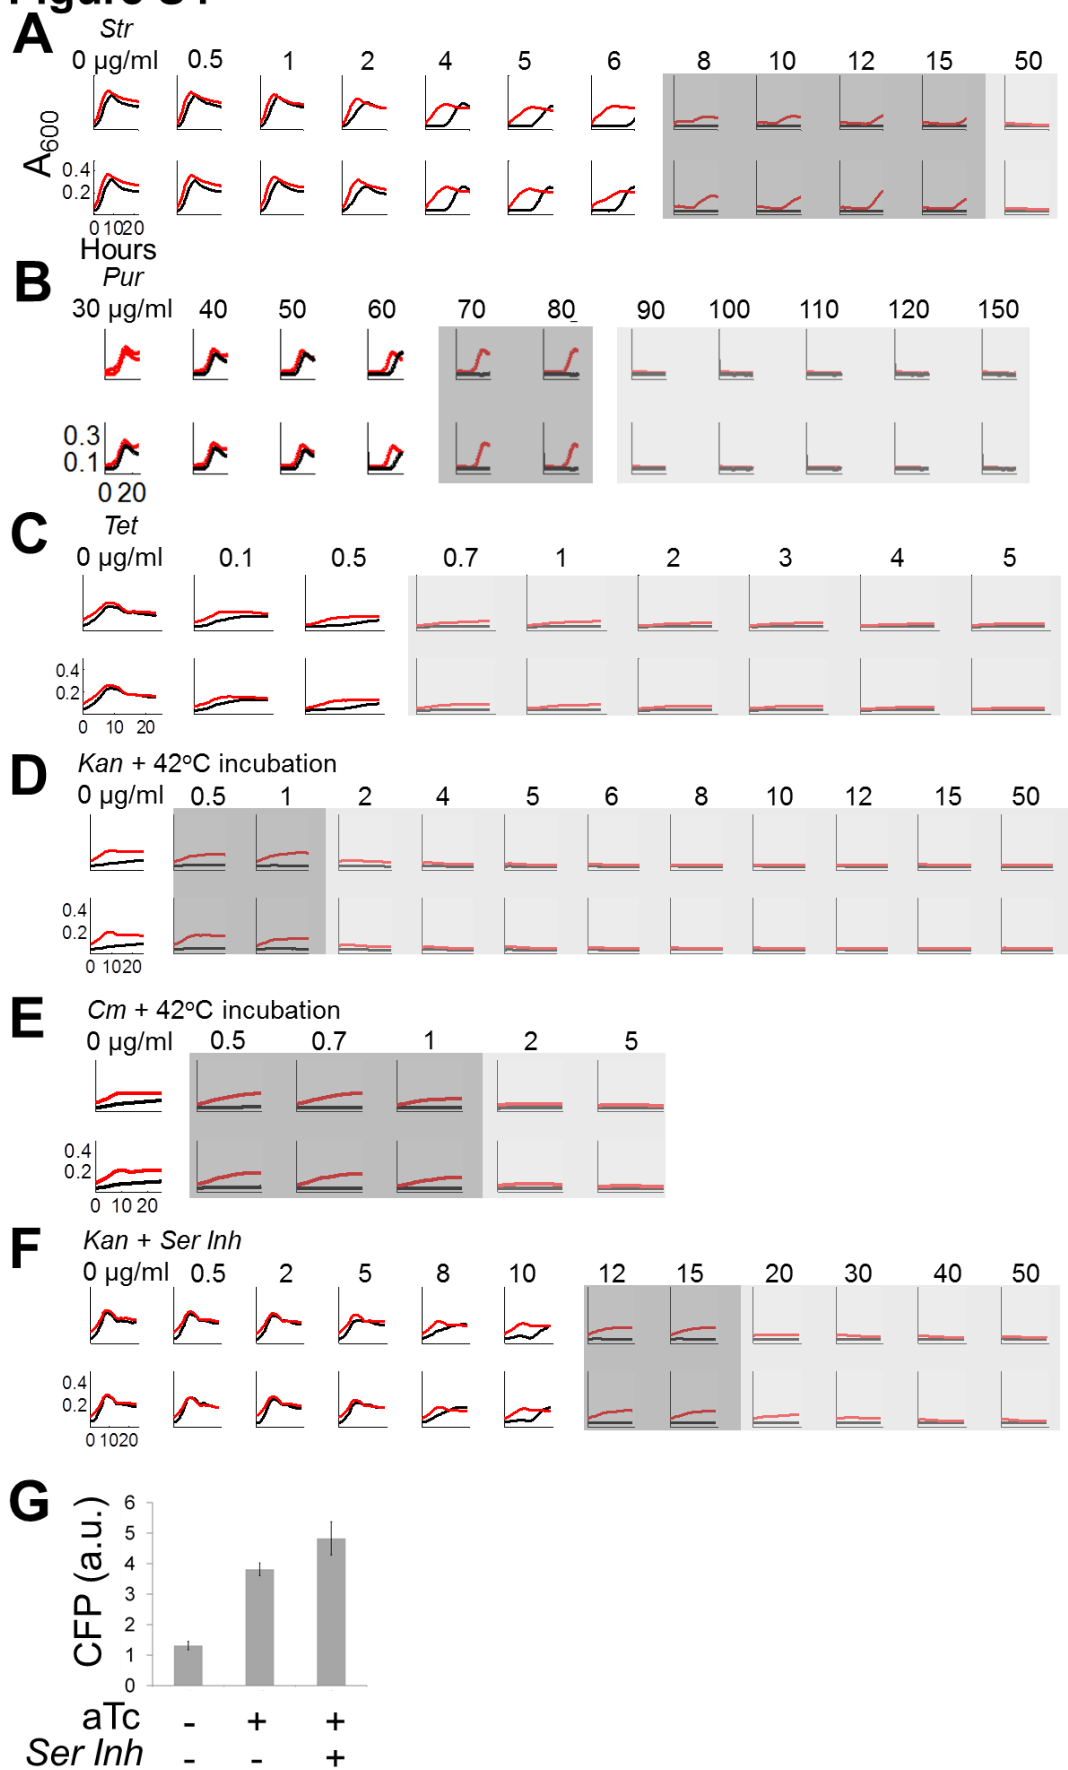 A
Str
0 µg/ml 0.5 1 2 4 5 6 8 10 12 15 50
A600
0.4
0.2
0 10 20
Hours
B
Pur
30 µg/ml 40 50 60 70 80_ 90 100 110 120 150
0.3
0.1
0 20
C
Tet
0 µg/ml 0.1 0.5 0.7 1 2 3 4 5
0.4
0.2
0 10 20
D
Kan + 42°C incubation
0 µg/ml 0.5 1 2 4 5 6 8 10 12 15 50
0.4
0.2
0 10 20
E
Cm + 42°C incubation
0 µg/ml 0.5 0.7 1 2 5
0.4
0.2
0 10 20
F
Kan + Ser Inh
0 µg/ml 0.5 2 5 8 10 12 15 20 30 40 50
0.4
0.2
0 10 20
G
CFP (a.u.)
6
5
4
3
2
1
0
aTc - + +
Ser Inh - - +